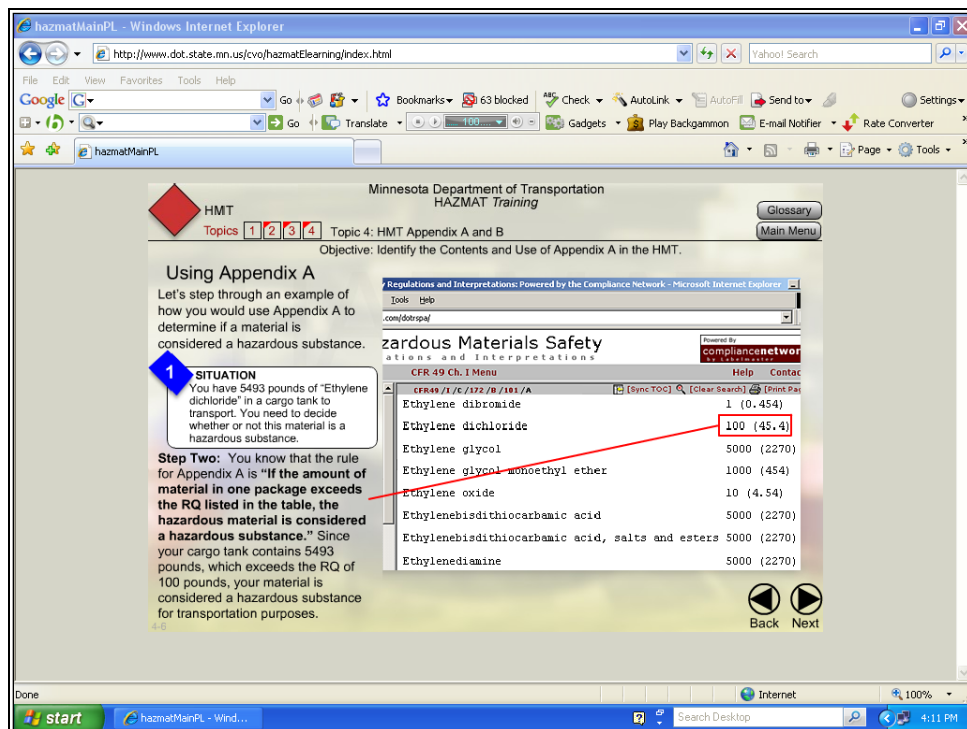 hazmatMainPL - Windows Internet Explorer
http://www.dot.state.mn.us/cvo/hazmatElearning/index.html
Yahoo! Search
File Edit View Favorites Tools Help
Google G Go Bookmarks 63 blocked ABC Check AutoLink AutoFill Send to Settings
Go Translate 100 Gadgets Play Backgammon E-mail Notifier Rate Converter
hazmatMainPL Page Tools
Minnesota Department of Transportation
HAZMAT Training
HMT
Glossary
Topics 1 2 3 4 Topic 4: HMT Appendix A and B
Main Menu
Objective: Identify the Contents and Use of Appendix A in the HMT.
Using Appendix A
Let's step through an example of
how you would use Appendix A to
determine if a material is
considered a hazardous substance.
1
SITUATION
You have 5493 pounds of "Ethylene
dichloride" in a cargo tank to
transport. You need to decide
whether or not this material is a
hazardous substance.
Step Two: You know that the rule
for Appendix A is "If the amount of
material in one package exceeds
the RQ listed in the table, the
hazardous material is considered
a hazardous substance." Since
your cargo tank contains 5493
pounds, which exceeds the RQ of
100 pounds, your material is
considered a hazardous substance
for transportation purposes.
4-6
y Regulations and Interpretations: Powered by the Compliance Network - Microsoft Internet Explorer
Tools Help
.com/dotrspa/
zardous Materials Safety
ations and Interpretations
Powered By
compliancenetwor
by Labelmaster
CFR 49 Ch. I Menu Help Contac
CFR49 /I /C /172 /B /101 /A [Sync TOC] [Clear Search] [Print Pag
Ethylene dibromide 1 (0.454)
Ethylene dichloride 100 (45.4)
Ethylene glycol 5000 (2270)
Ethylene glycol monoethyl ether 1000 (454)
Ethylene oxide 10 (4.54)
Ethylenebisdithiocarbamic acid 5000 (2270)
Ethylenebisdithiocarbamic acid, salts and esters 5000 (2270)
Ethylenediamine 5000 (2270)
Back Next
Done Internet 100%
start hazmatMainPL - Wind... Search Desktop 4:11 PM